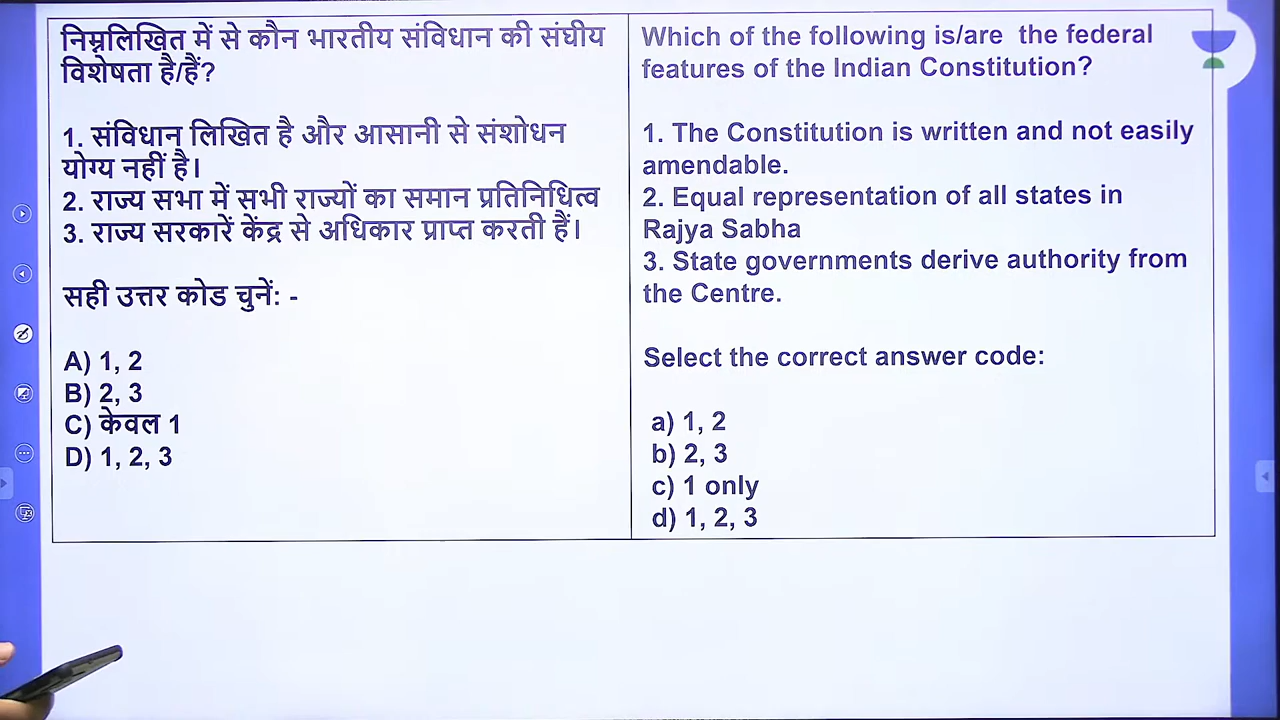 निम्नलिखित में से कौन भारतीय संविधान की संघीय
विशेषता है/हैं?
1. संविधान लिखित है और आसानी से संशोधन
योग्य नहीं है।
2. राज्य सभा में सभी राज्यों का समान प्रतिनिधित्व
3. राज्य सरकारें केंद्र से अधिकार प्राप्त करती हैं।
सही उत्तर कोड चुनें: -
A) 1, 2
B) 2, 3
C) केवल 1
D) 1, 2, 3
Which of the following is/are the federal
features of the Indian Constitution?
1. The Constitution is written and not easily
amendable.
2. Equal representation of all states in
Rajya Sabha
3. State governments derive authority from
the Centre.
Select the correct answer code:
a) 1, 2
b) 2, 3
c) 1 only
d) 1, 2, 3